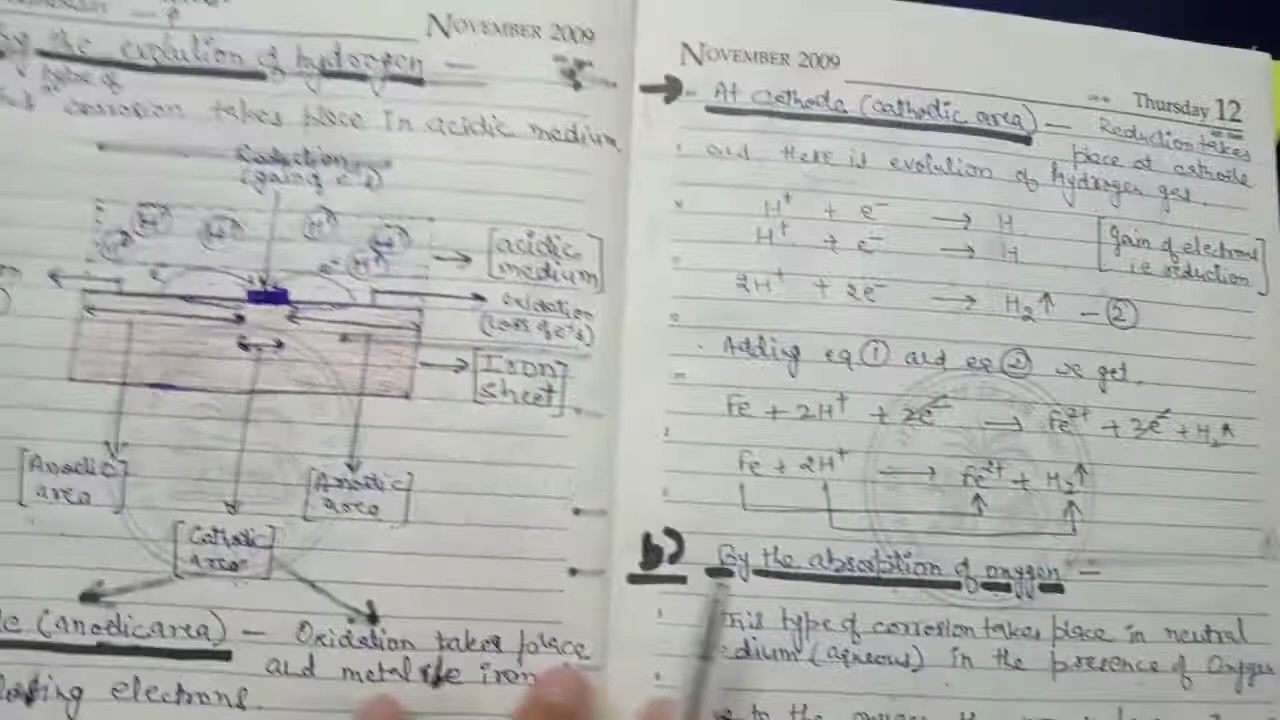 NOVEMBER 2009
By the evolution of hydrogen —
type of
corrosion takes place In acidic medium.
Reduction
(gain of e⁻s)
H⁺ H⁺ H⁺ H⁺ H⁺ H⁺
[acidic medium]
e⁻ e⁻
oxidation
(loss of e⁻s)
[Iron sheet]
[Anodic area]
[Anodic area]
[Cathodic area]
(anodic area) — Oxidation takes place
and metal i.e iron
losting electrons.
NOVEMBER 2009
Thursday 12
At cathode (cathodic area) — Reduction takes
place at cathode
and there is evolution of hydrogen gas.
H⁺ + e⁻ → H
H⁺ + e⁻ → H
[gain of electrons i.e reduction]
2H⁺ + 2e⁻ → H₂↑ — ②
Adding eq ① and eq ② we get,
Fe + 2H⁺ + 2e⁻ → Fe²⁺ + 2e⁻ + H₂↑
Fe + 2H⁺ → Fe²⁺ + H₂↑
b) By the absorption of oxygen —
This type of corrosion takes place in neutral
medium (aqueous) in the presence of oxygen